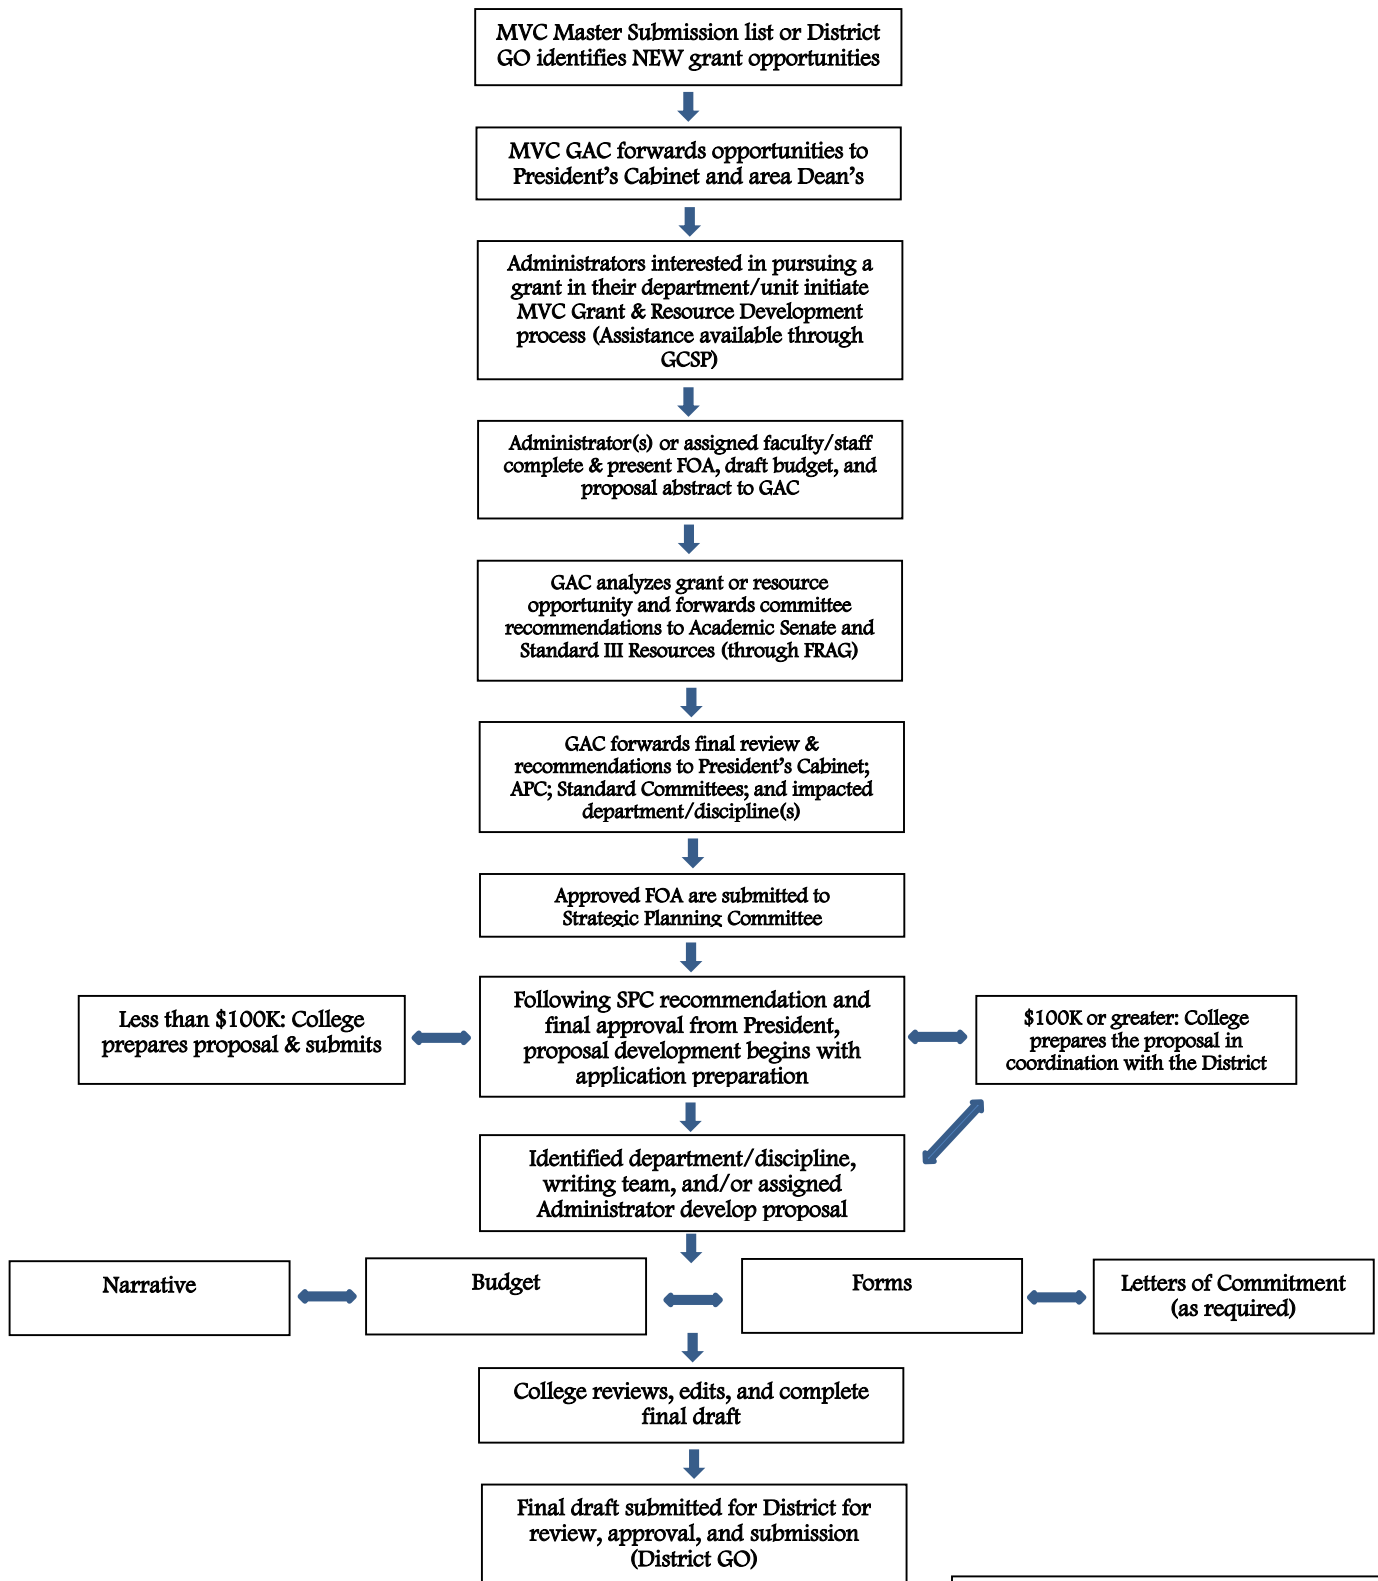 MVC Master Submission list or District
GO identifies NEW grant opportunities
MVC GAC forwards opportunities to
President's Cabinet and area Dean's
Administrators interested in pursuing a
grant in their department/unit initiate
MVC Grant & Resource Development
process (Assistance available through
GCSP)
Administrator(s) or assigned faculty/staff
complete & present FOA, draft budget, and
proposal abstract to GAC
GAC analyzes grant or resource
opportunity and forwards committee
recommendations to Academic Senate and
Standard III Resources (through FRAG)
GAC forwards final review &
recommendations to President's Cabinet;
APC; Standard Committees; and impacted
department/discipline(s)
Approved FOA are submitted to
Strategic Planning Committee
Less than $100K: College
prepares proposal & submits
Following SPC recommendation and
final approval from President,
proposal development begins with
application preparation
$100K or greater: College
prepares the proposal in
coordination with the District
Identified department/discipline,
writing team, and/or assigned
Administrator develop proposal
Narrative
Budget
Forms
Letters of Commitment
(as required)
College reviews, edits, and complete
final draft
Final draft submitted for District for
review, approval, and submission
(District GO)